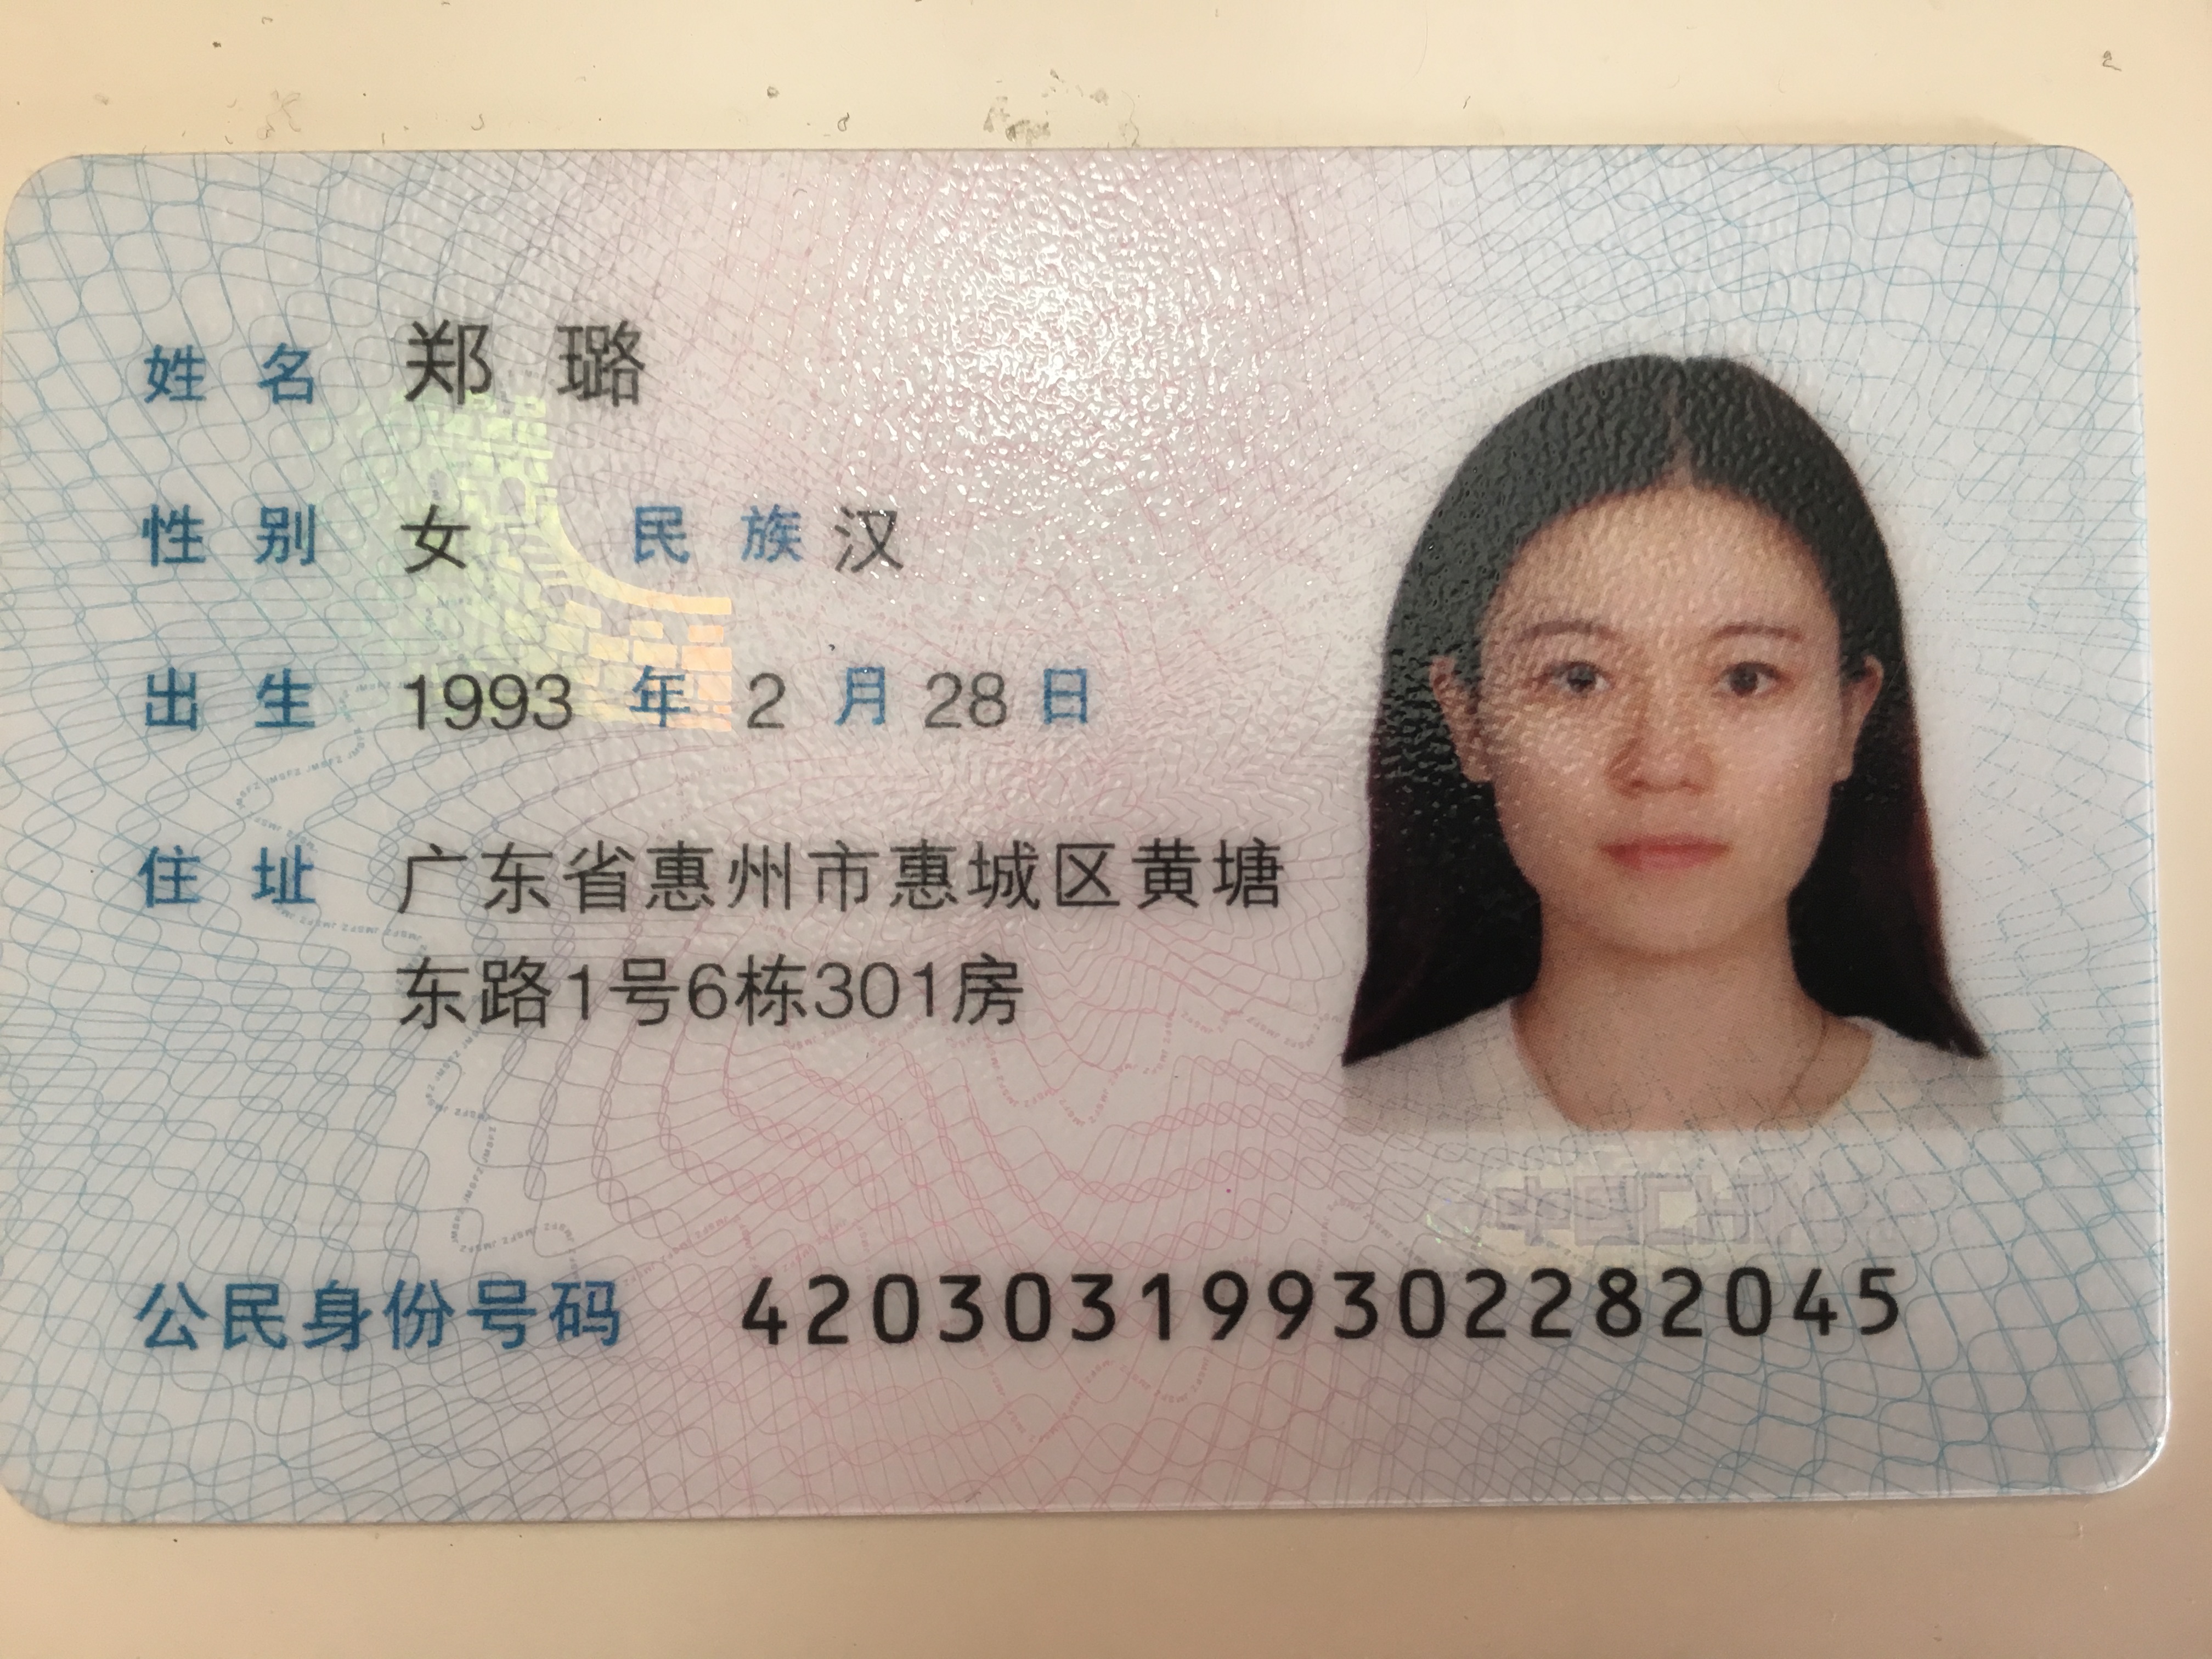 姓名 郑璐
性别 女 民族 汉
出生 1993 年 2 月 28 日
住址 广东省惠州市惠城区黄塘
东路1号6栋301房
公民身份号码 420303199302282045